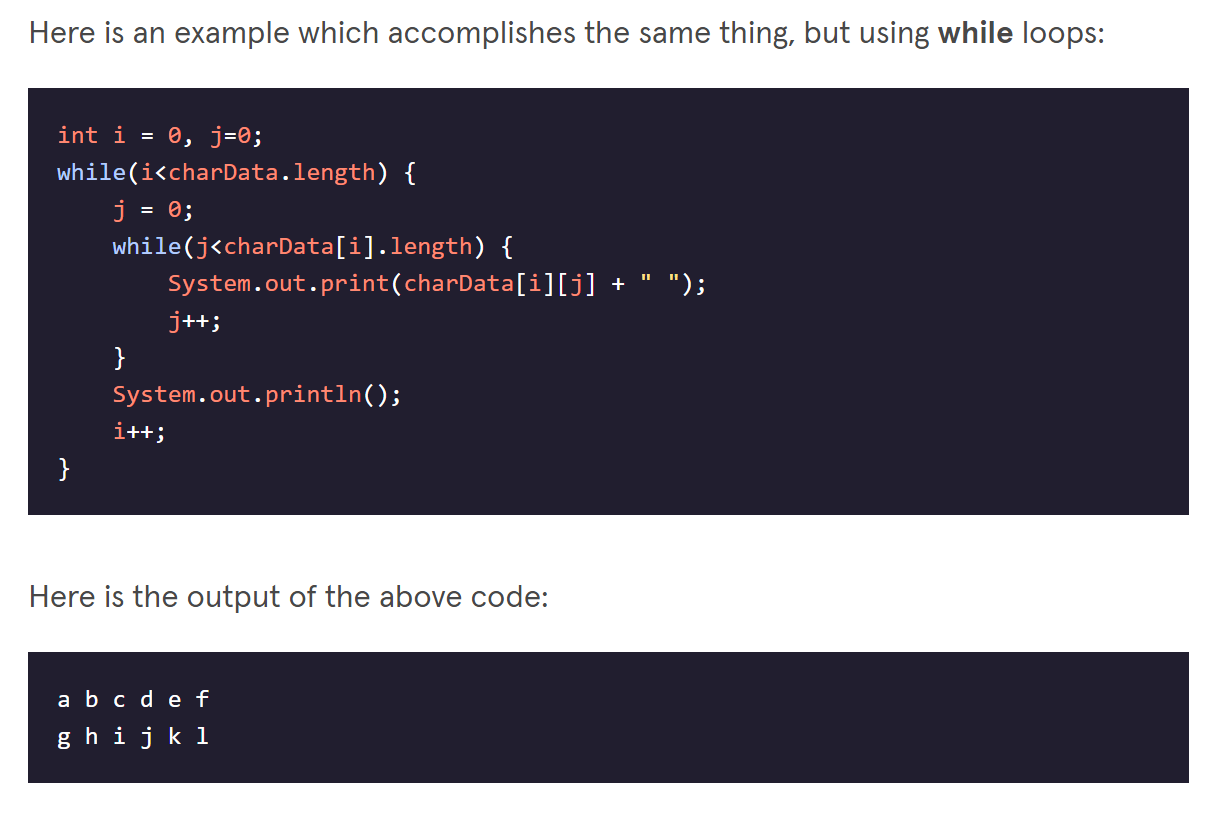 Here is an example which accomplishes the same thing, but using while loops:
int i = 0, j=0;
while(i<charData.length) {
    j = 0;
    while(j<charData[i].length) {
        System.out.print(charData[i][j] + " ");
        j++;
    }
    System.out.println();
    i++;
}
Here is the output of the above code:
a b c d e f
g h i j k l